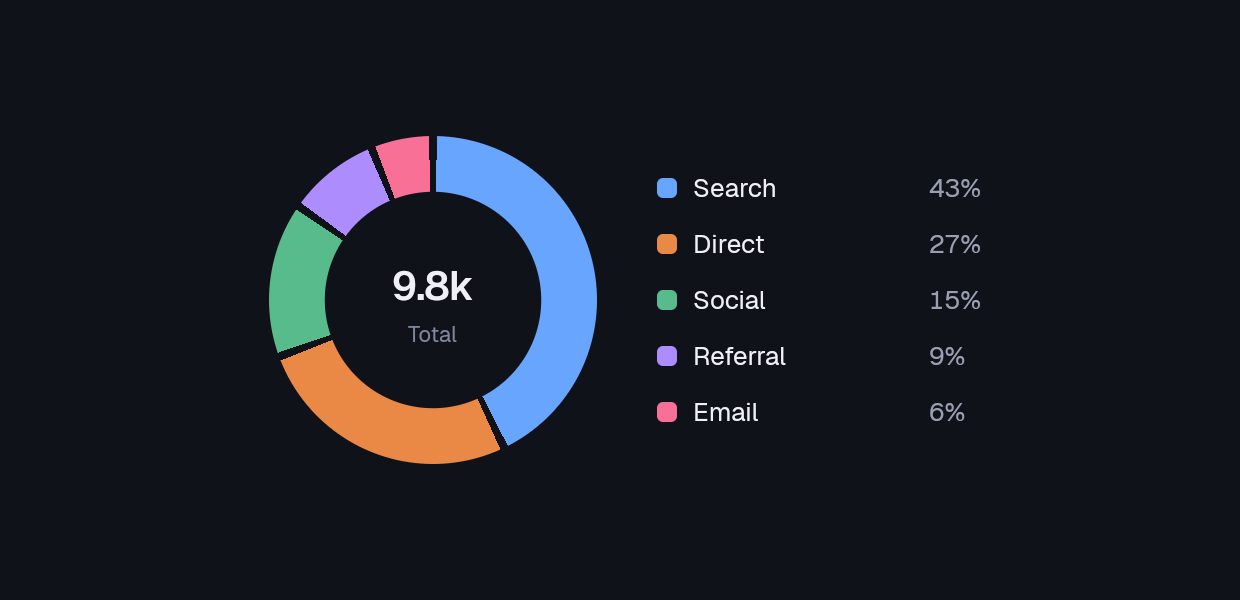 9.8k
Total
Search 43%
Direct 27%
Social 15%
Referral 9%
Email 6%